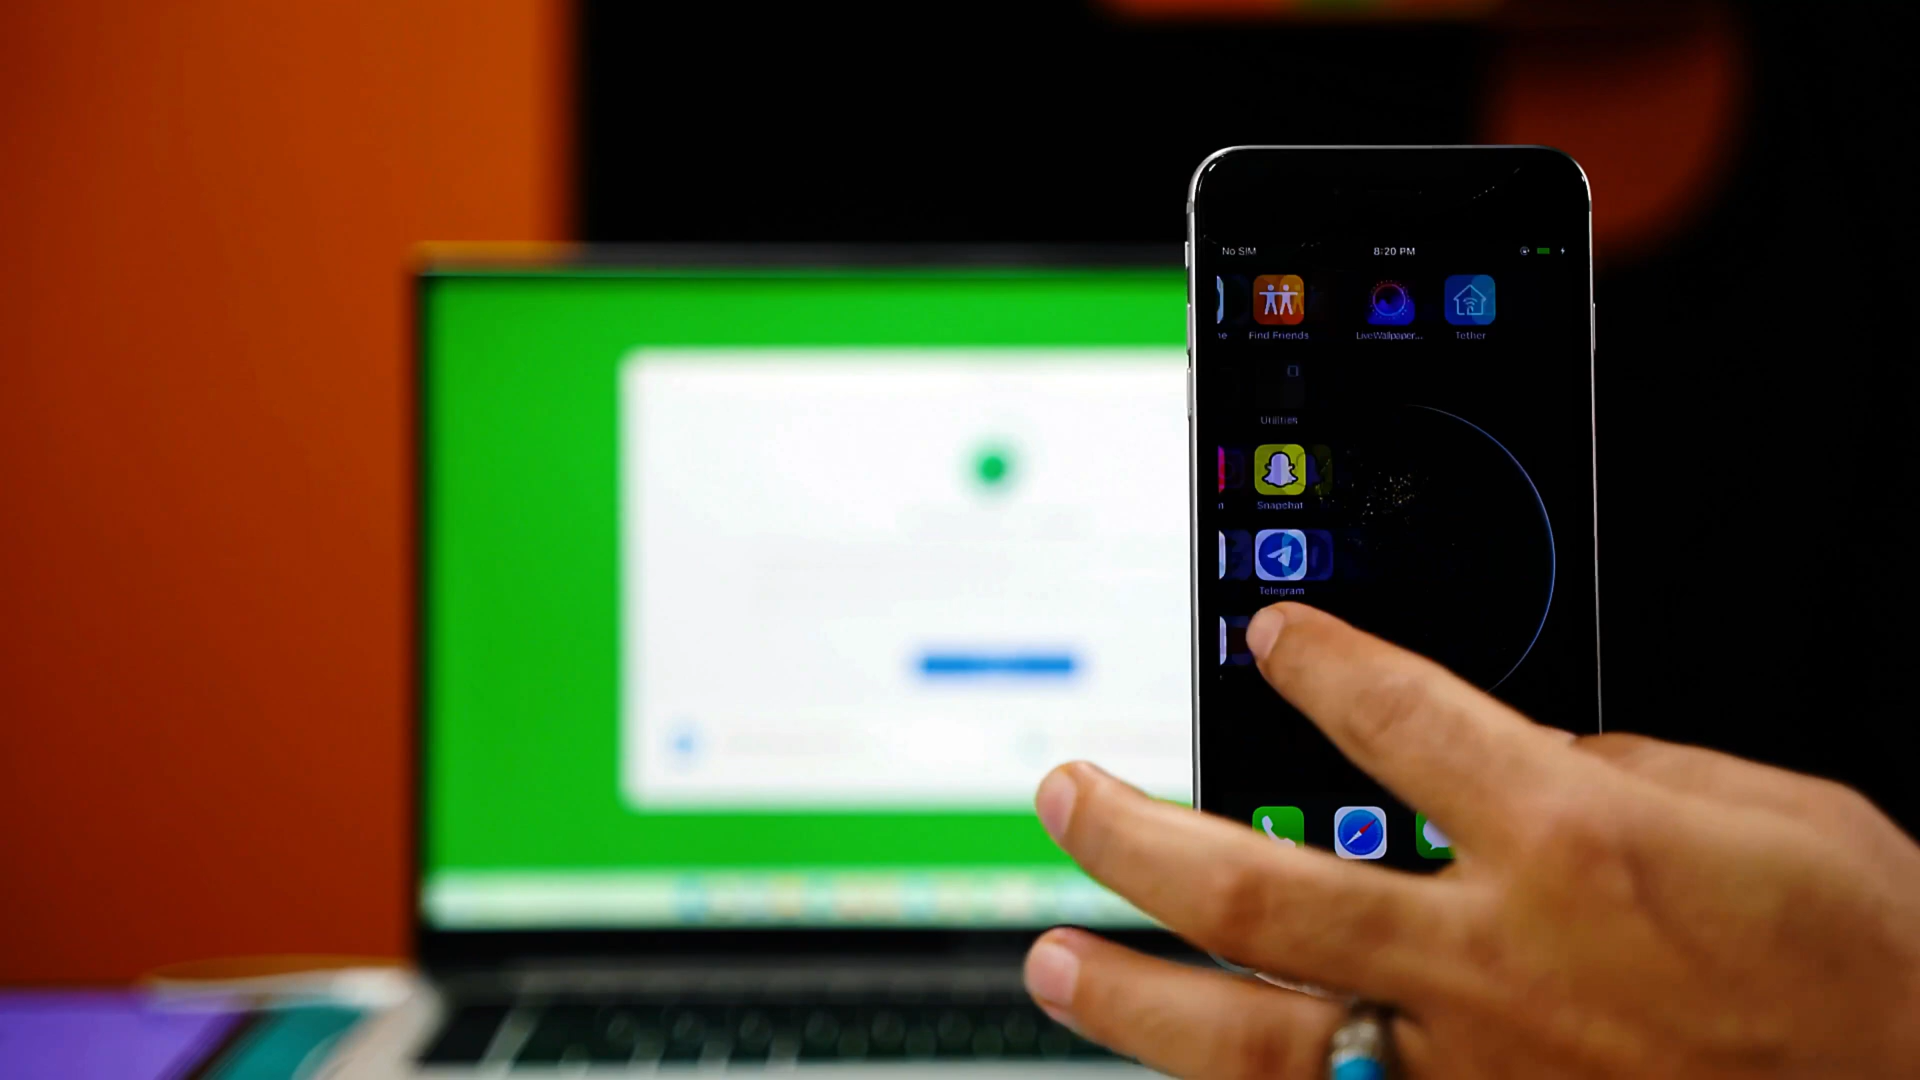 No SIM
8:20 PM
Find Friends
LiveWallpaper...
Tether
Utilities
Snapchat
Telegram